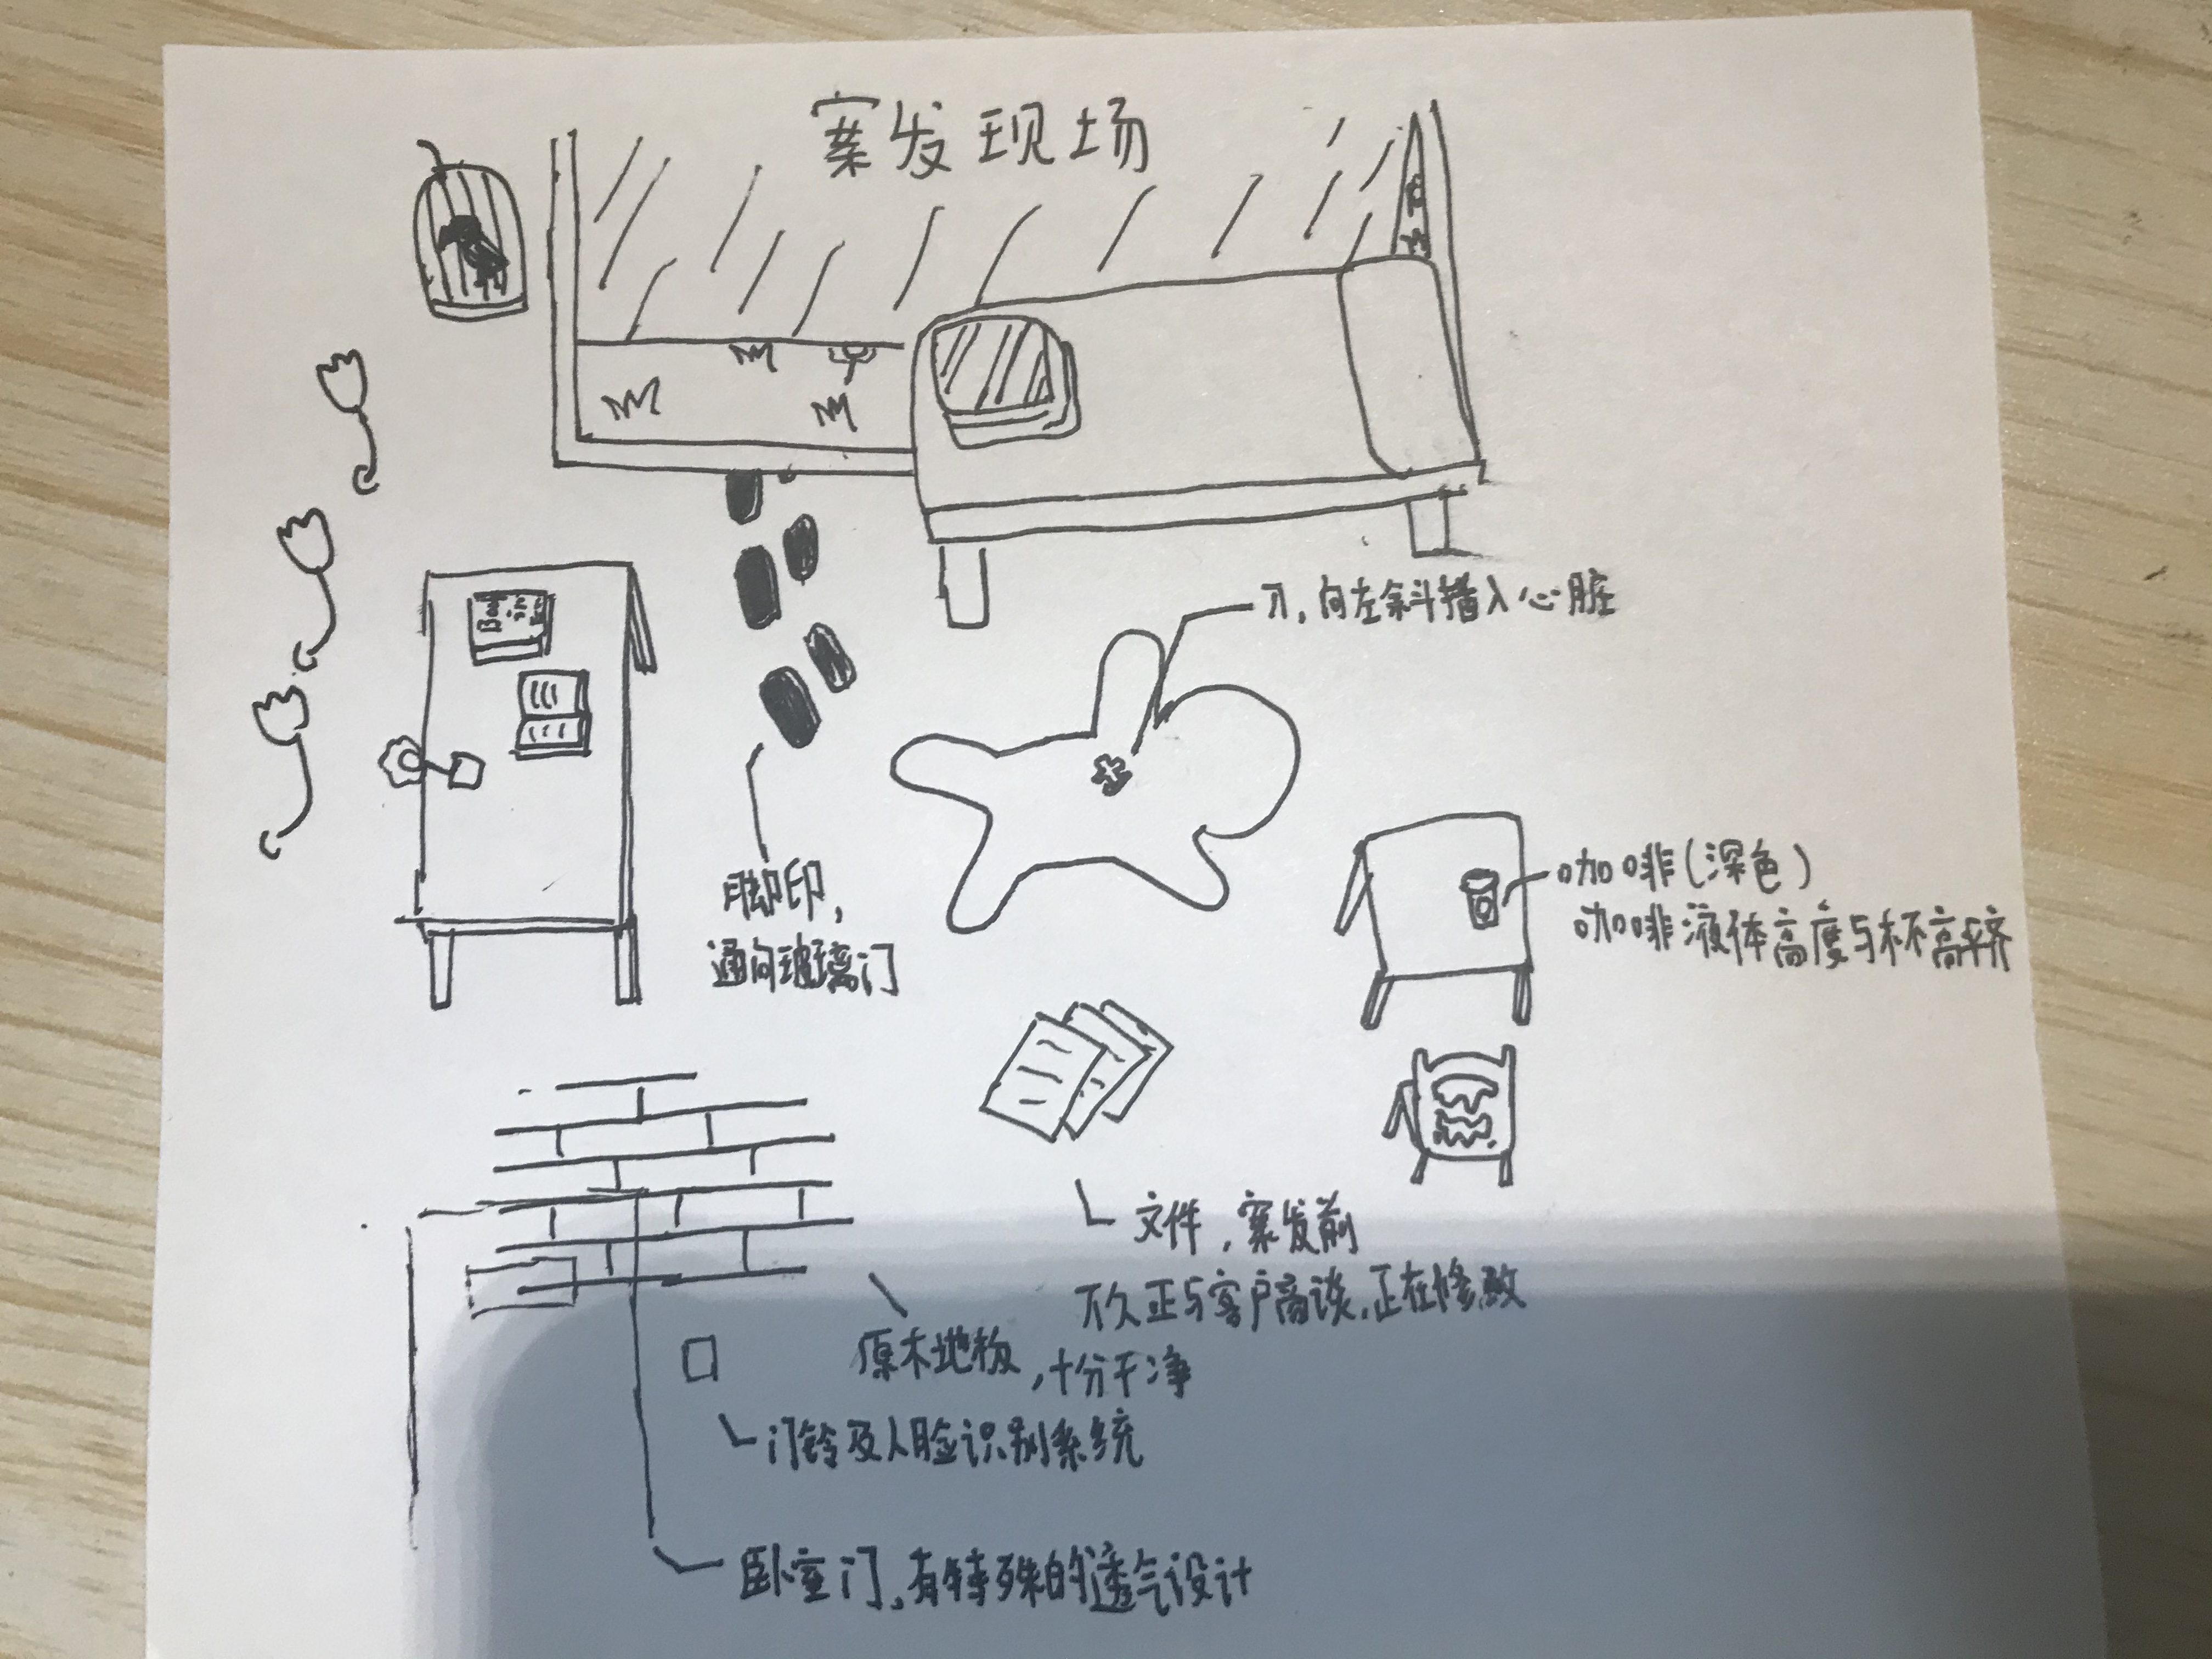 案发现场
刀,向左斜插入心脏
咖啡(深色)
咖啡液体高度与杯高平齐
脚印,
通向玻璃门
文件,案发前
不久正与客户商谈,正在修改
原木地板,十分干净
门铃及人脸识别系统
卧室门,有特殊的透气设计